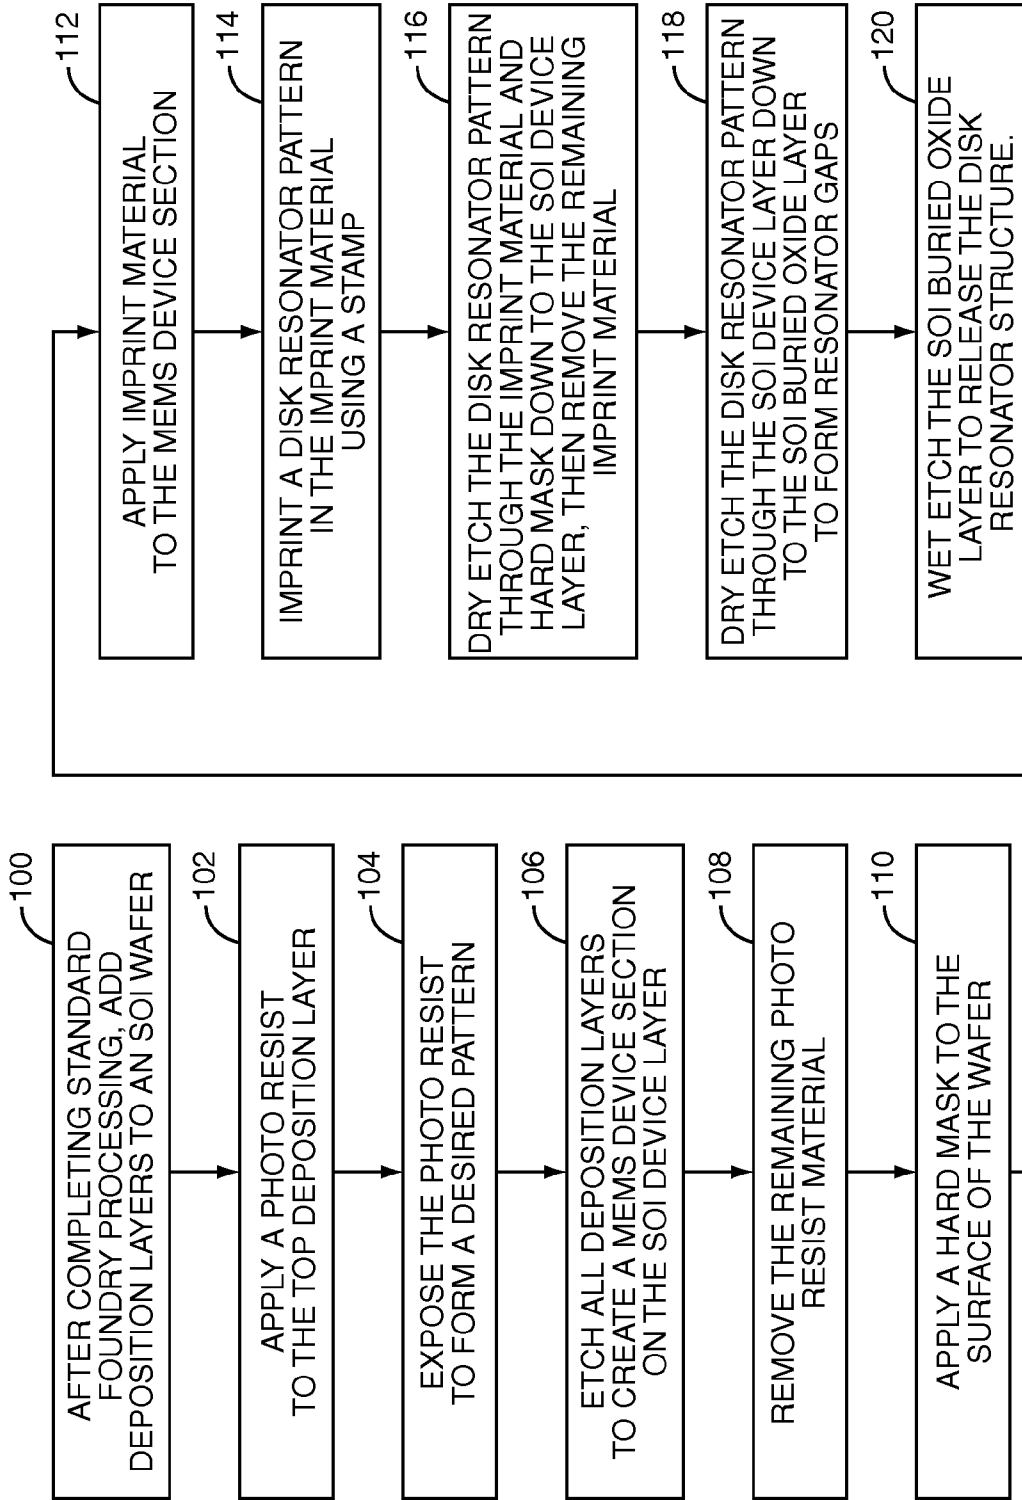 100
AFTER COMPLETING STANDARD
FOUNDRY PROCESSING, ADD
DEPOSITION LAYERS TO AN SOI WAFER
102
APPLY A PHOTO RESIST
TO THE TOP DEPOSITION LAYER
104
EXPOSE THE PHOTO RESIST
TO FORM A DESIRED PATTERN
106
ETCH ALL DEPOSITION LAYERS
TO CREATE A MEMS DEVICE SECTION
ON THE SOI DEVICE LAYER
108
REMOVE THE REMAINING PHOTO
RESIST MATERIAL
110
APPLY A HARD MASK TO THE
SURFACE OF THE WAFER
112
APPLY IMPRINT MATERIAL
TO THE MEMS DEVICE SECTION
114
IMPRINT A DISK RESONATOR PATTERN
IN THE IMPRINT MATERIAL
USING A STAMP
116
DRY ETCH THE DISK RESONATOR PATTERN
THROUGH THE IMPRINT MATERIAL AND
HARD MASK DOWN TO THE SOI DEVICE
LAYER, THEN REMOVE THE REMAINING
IMPRINT MATERIAL
118
DRY ETCH THE DISK RESONATOR PATTERN
THROUGH THE SOI DEVICE LAYER DOWN
TO THE SOI BURIED OXIDE LAYER
TO FORM RESONATOR GAPS
120
WET ETCH THE SOI BURIED OXIDE
LAYER TO RELEASE THE DISK
RESONATOR STRUCTURE.